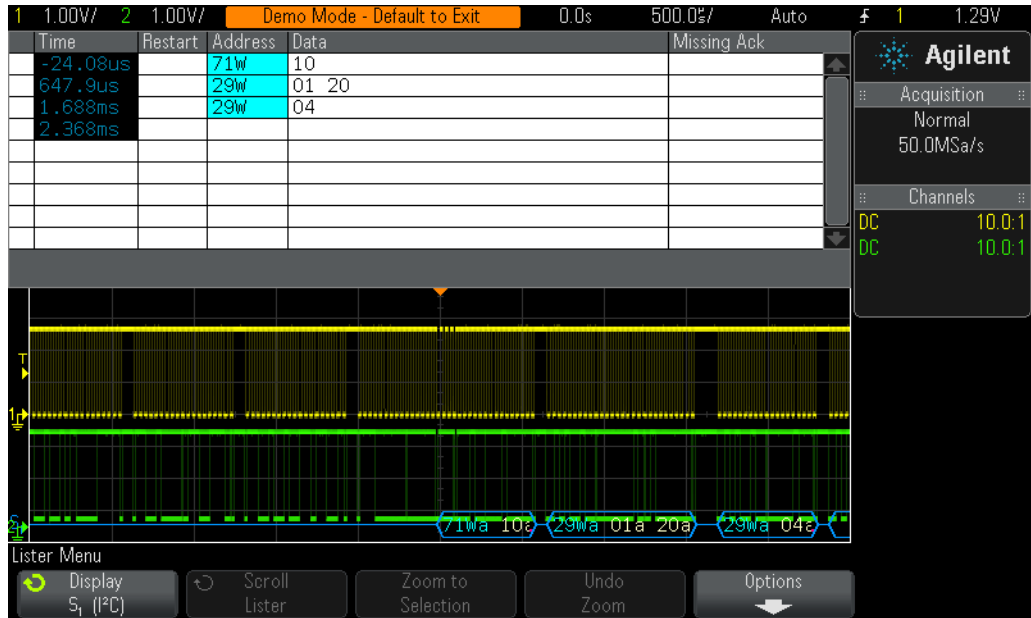 1 1.00V/ 2 1.00V/ Demo Mode - Default to Exit 0.0s 500.0㎲/ Auto 1 1.29V
Time Restart Address Data Missing Ack
-24.08us 71W 10
647.9us 29W 01 20
1.688ms 29W 04
2.368ms
Agilent
Acquisition
Normal
50.0MSa/s
Channels
DC 10.0:1
DC 10.0:1
T
1
2
71Wa 10a 29Wa 01a 20a 29Wa 04a
Lister Menu
Display
S₁ (I²C)
Scroll
Lister
Zoom to
Selection
Undo
Zoom
Options